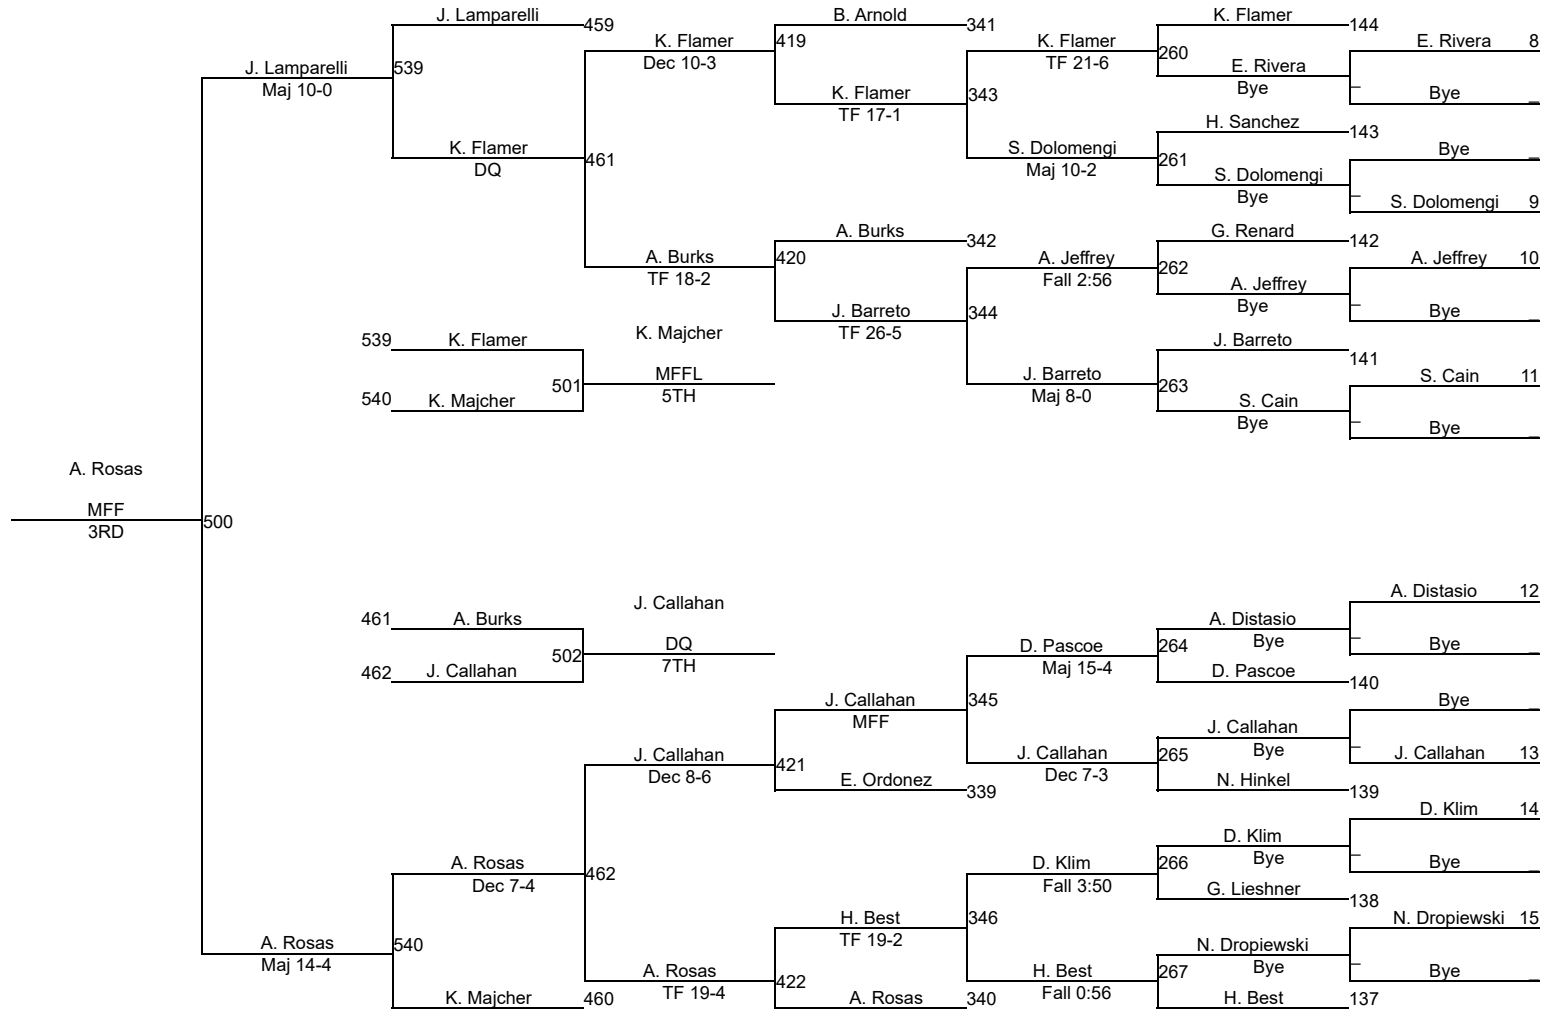 J. Lamparelli 459 B. Arnold 341 K. Flamer 144
K. Flamer 419 K. Flamer E. Rivera 8
Dec 10-3 TF 21-6 260
J. Lamparelli 539 E. Rivera
Maj 10-0 K. Flamer 343 Bye Bye _
TF 17-1
H. Sanchez 143
K. Flamer 461 S. Dolomengi 261 Bye _
DQ Maj 10-2 S. Dolomengi
Bye S. Dolomengi 9
A. Burks 342 G. Renard 142
A. Burks 420 A. Jeffrey 262 A. Jeffrey 10
TF 18-2 Fall 2:56 A. Jeffrey
J. Barreto 344 Bye Bye _
539 K. Flamer K. Majcher TF 26-5 J. Barreto 141
501 MFFL J. Barreto 263 S. Cain 11
540 K. Majcher 5TH Maj 8-0 S. Cain
Bye Bye _
A. Rosas
MFF
500
3RD
A. Distasio 12
461 A. Burks J. Callahan A. Distasio
502 DQ D. Pascoe 264 Bye Bye _
462 J. Callahan 7TH Maj 15-4 D. Pascoe 140
J. Callahan 345 Bye _
MFF J. Callahan
J. Callahan 421 J. Callahan 265 Bye J. Callahan 13
Dec 8-6 E. Ordonez 339 Dec 7-3 N. Hinkel 139
D. Klim 14
D. Klim
A. Rosas 462 D. Klim 266 Bye Bye _
Dec 7-4 Fall 3:50 G. Lieshner 138
H. Best 346 N. Dropiewski 15
A. Rosas 540 TF 19-2 N. Dropiewski
Maj 14-4 A. Rosas 422 H. Best 267 Bye Bye _
K. Majcher 460 TF 19-4 A. Rosas 340 Fall 0:56 H. Best 137